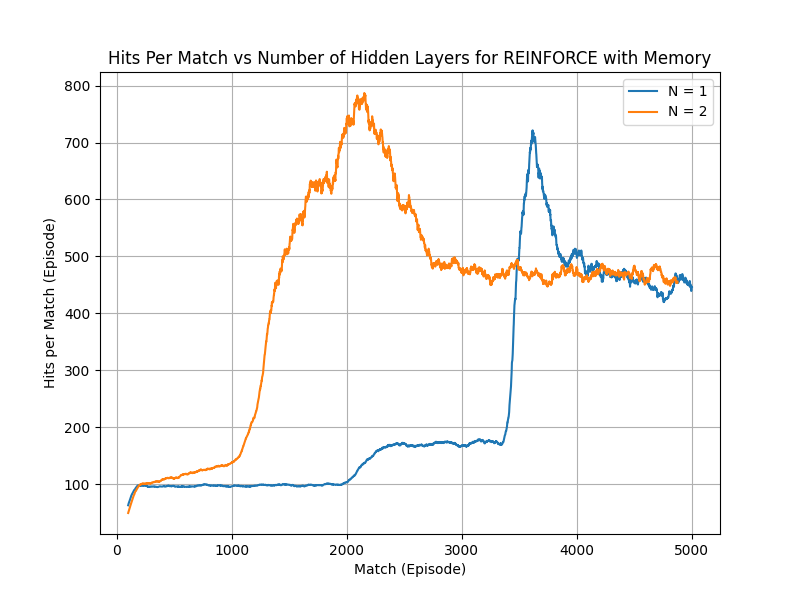 Hits Per Match vs Number of Hidden Layers for REINFORCE with Memory
N = 1
N = 2
800
700
600
500
400
300
200
100
Hits per Match (Episode)
0
1000
2000
3000
4000
5000
Match (Episode)